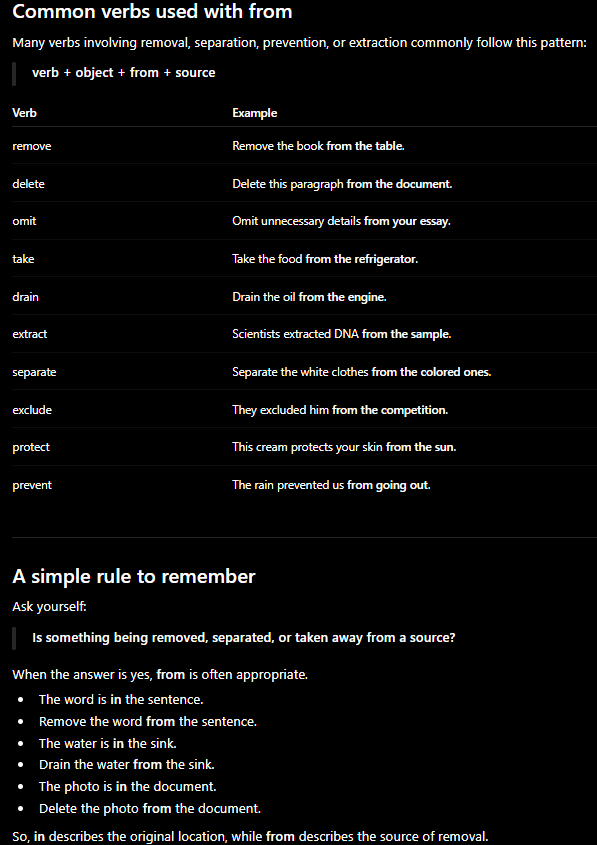 Common verbs used with from
Many verbs involving removal, separation, prevention, or extraction commonly follow this pattern:
verb + object + from + source
Verb Example
remove Remove the book from the table.
delete Delete this paragraph from the document.
omit Omit unnecessary details from your essay.
take Take the food from the refrigerator.
drain Drain the oil from the engine.
extract Scientists extracted DNA from the sample.
separate Separate the white clothes from the colored ones.
exclude They excluded him from the competition.
protect This cream protects your skin from the sun.
prevent The rain prevented us from going out.
A simple rule to remember
Ask yourself:
Is something being removed, separated, or taken away from a source?
When the answer is yes, from is often appropriate.
• The word is in the sentence.
• Remove the word from the sentence.
• The water is in the sink.
• Drain the water from the sink.
• The photo is in the document.
• Delete the photo from the document.
So, in describes the original location, while from describes the source of removal.